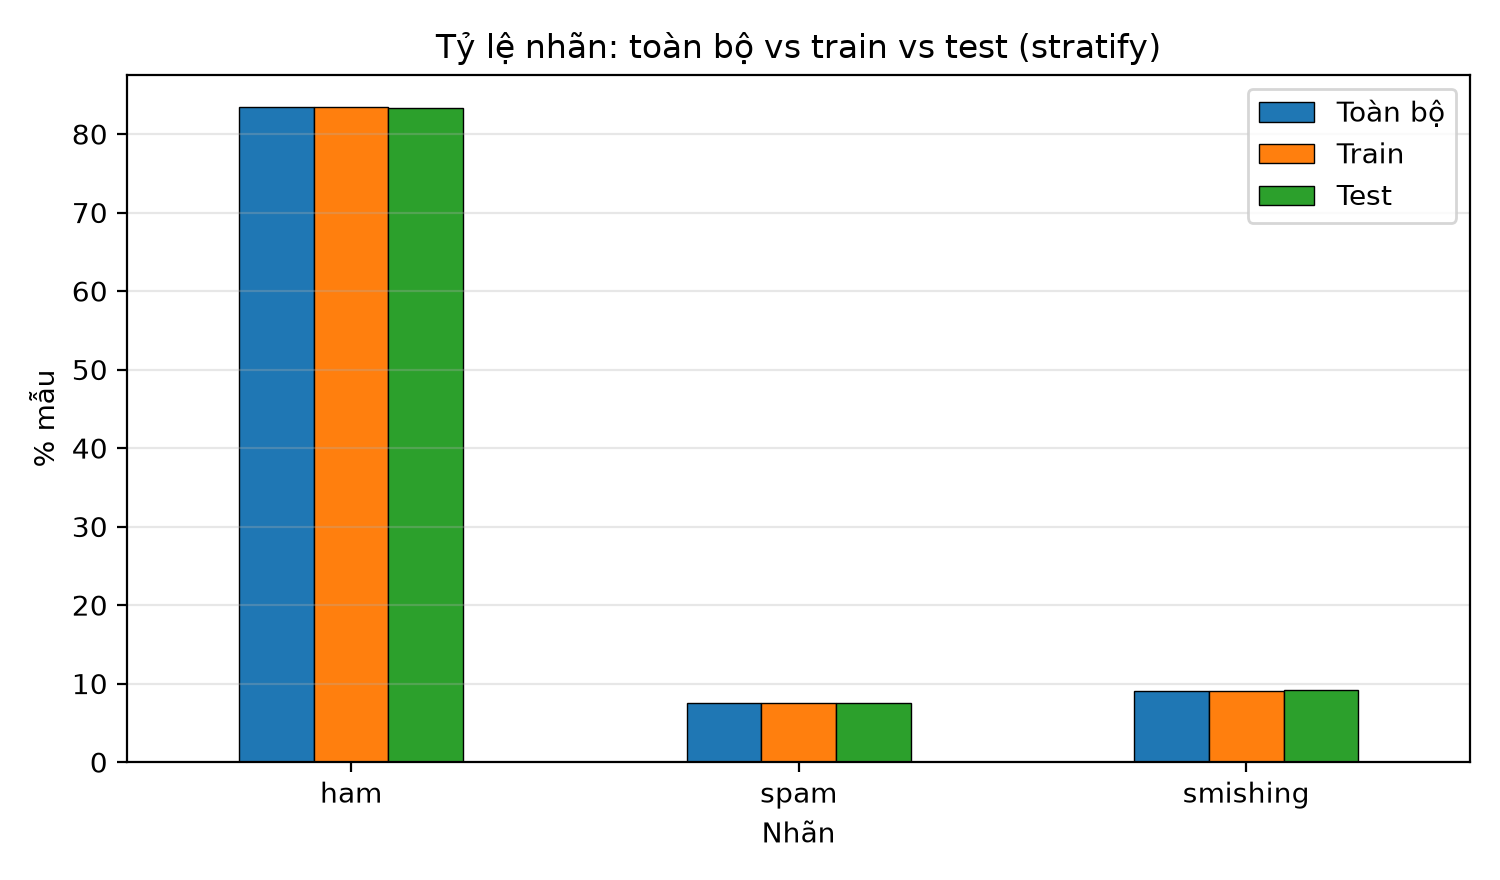 Tỷ lệ nhãn: toàn bộ vs train vs test (stratify)
Toàn bộ
Train
Test
80
70
60
50
40
30
20
10
0
% mẫu
ham
spam
smishing
Nhãn